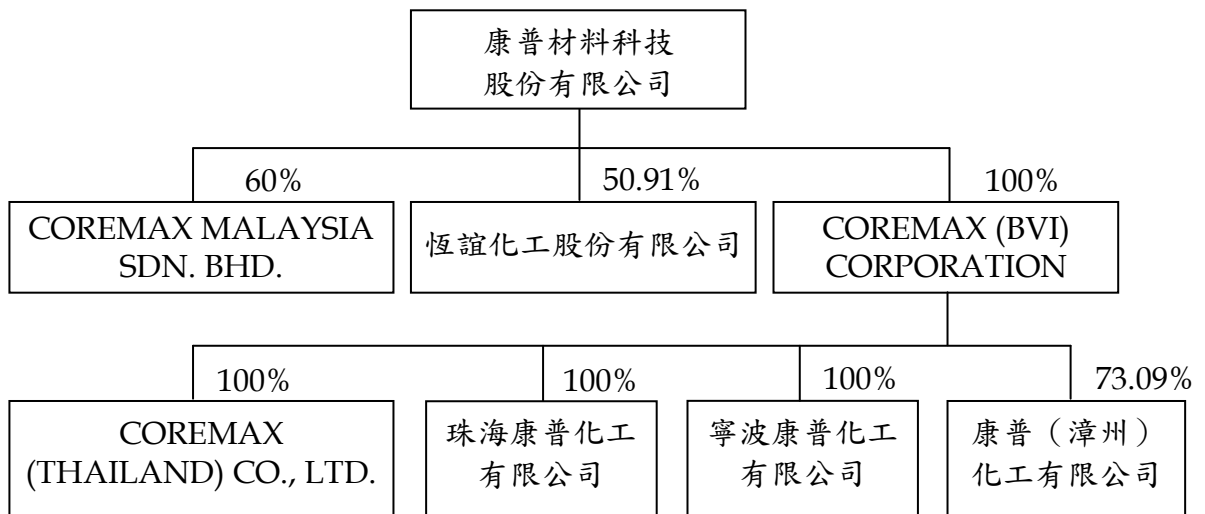 康普材料科技
股份有限公司
60%
50.91%
100%
COREMAX MALAYSIA
SDN. BHD.
恆誼化工股份有限公司
COREMAX (BVI)
CORPORATION
100%
100%
100%
73.09%
COREMAX
(THAILAND) CO., LTD.
珠海康普化工
有限公司
寧波康普化工
有限公司
康普（漳州）
化工有限公司